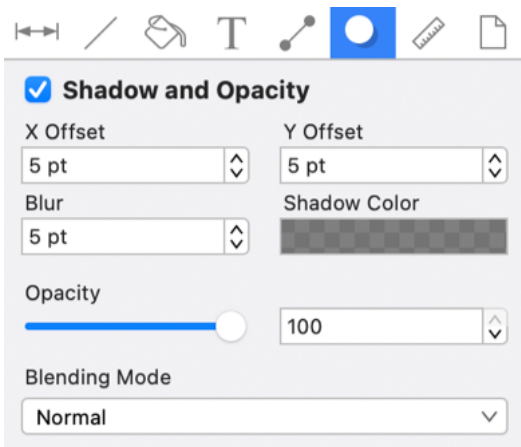 T
Shadow and Opacity
X Offset Y Offset
5 pt 5 pt
Blur Shadow Color
5 pt
Opacity
100
Blending Mode
Normal